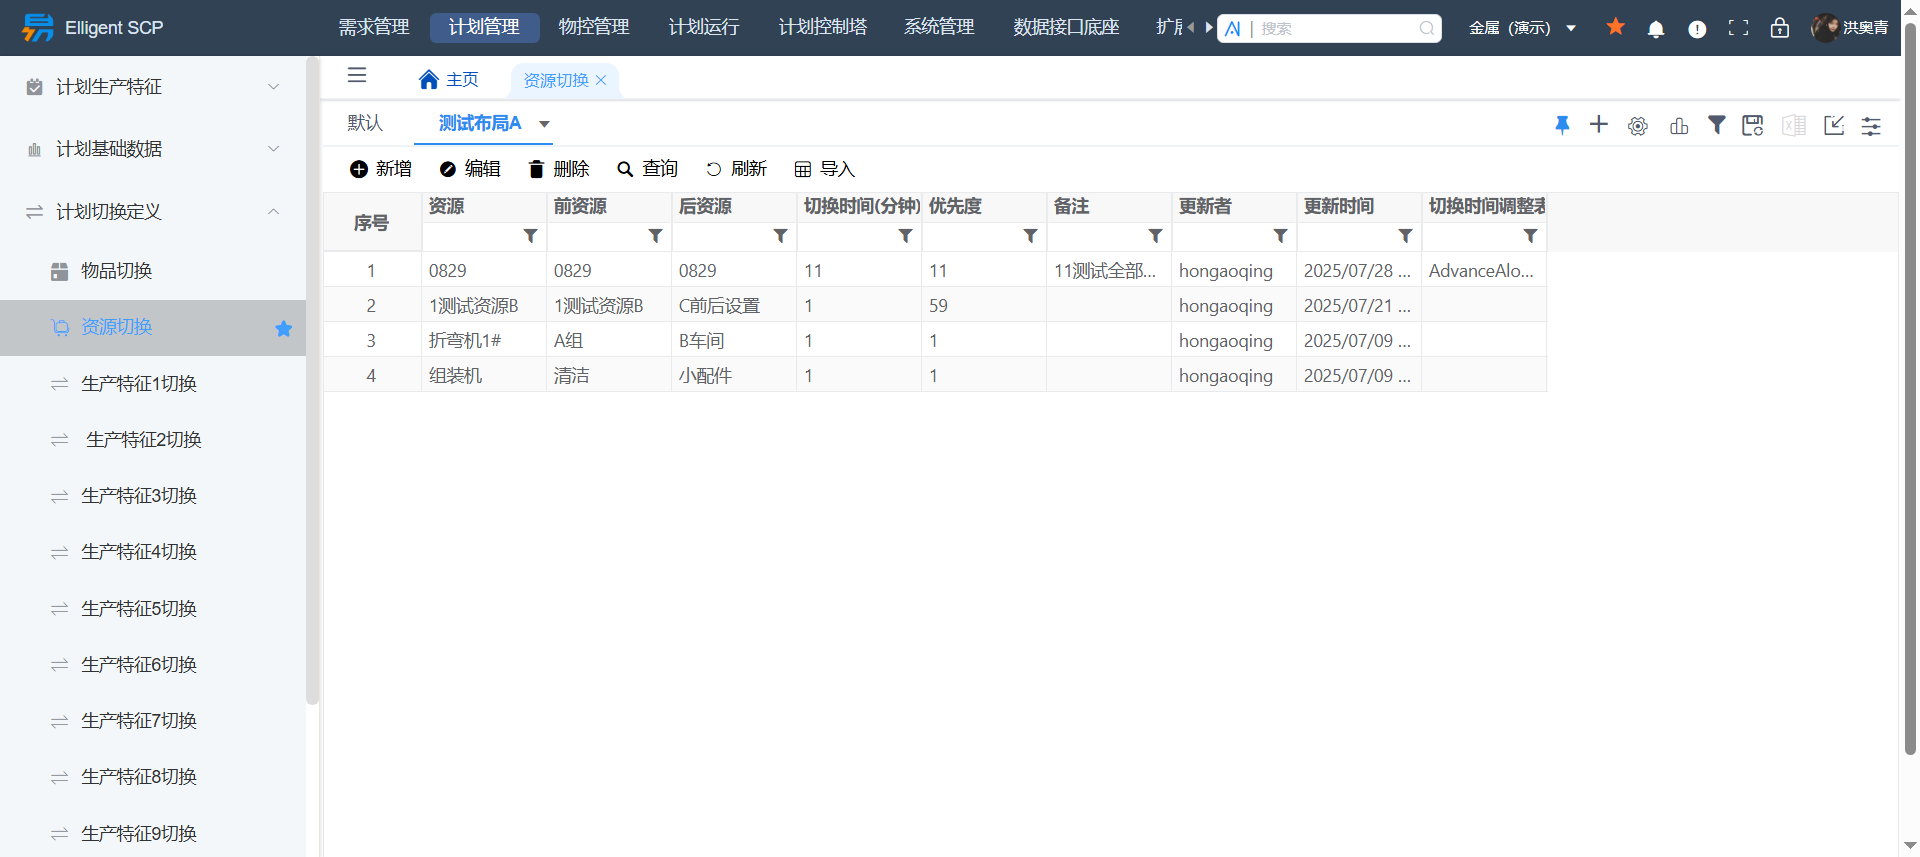 Elligent SCP 需求管理 计划管理 物控管理 计划运行 计划控制塔 系统管理 数据接口底座 AI | 搜索 金属 (演示) 洪奥青
主页 资源切换
默认 测试布局A
新增 编辑 删除 查询 刷新 导入
计划生产特征
计划基础数据
计划切换定义
物品切换
资源切换
生产特征1切换
生产特征2切换
生产特征3切换
生产特征4切换
生产特征5切换
生产特征6切换
生产特征7切换
生产特征8切换
生产特征9切换
序号 资源 前资源 后资源 切换时间(分钟) 优先度 备注 更新者 更新时间 切换时间调整表
1 0829 0829 0829 11 11 11测试全部... hongaoqing 2025/07/28 ... AdvanceAlo...
2 1测试资源B 1测试资源B C前后设置 1 59 hongaoqing 2025/07/21 ...
3 折弯机1# A组 B车间 1 1 hongaoqing 2025/07/09 ...
4 组装机 清洁 小配件 1 1 hongaoqing 2025/07/09 ...